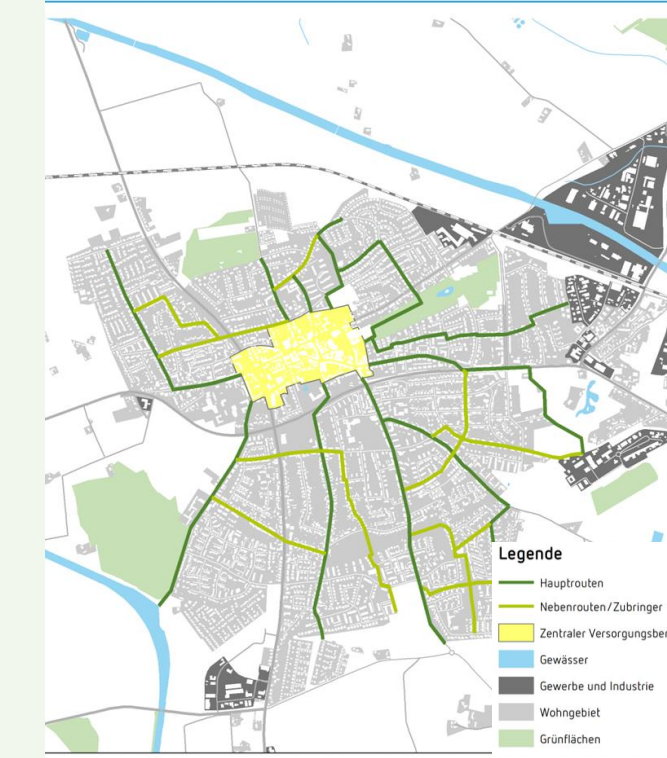 Legende
Hauptrouten
Nebenrouten/Zubringer
Zentraler Versorgungsber
Gewässer
Gewerbe und Industrie
Wohngebiet
Grünflächen